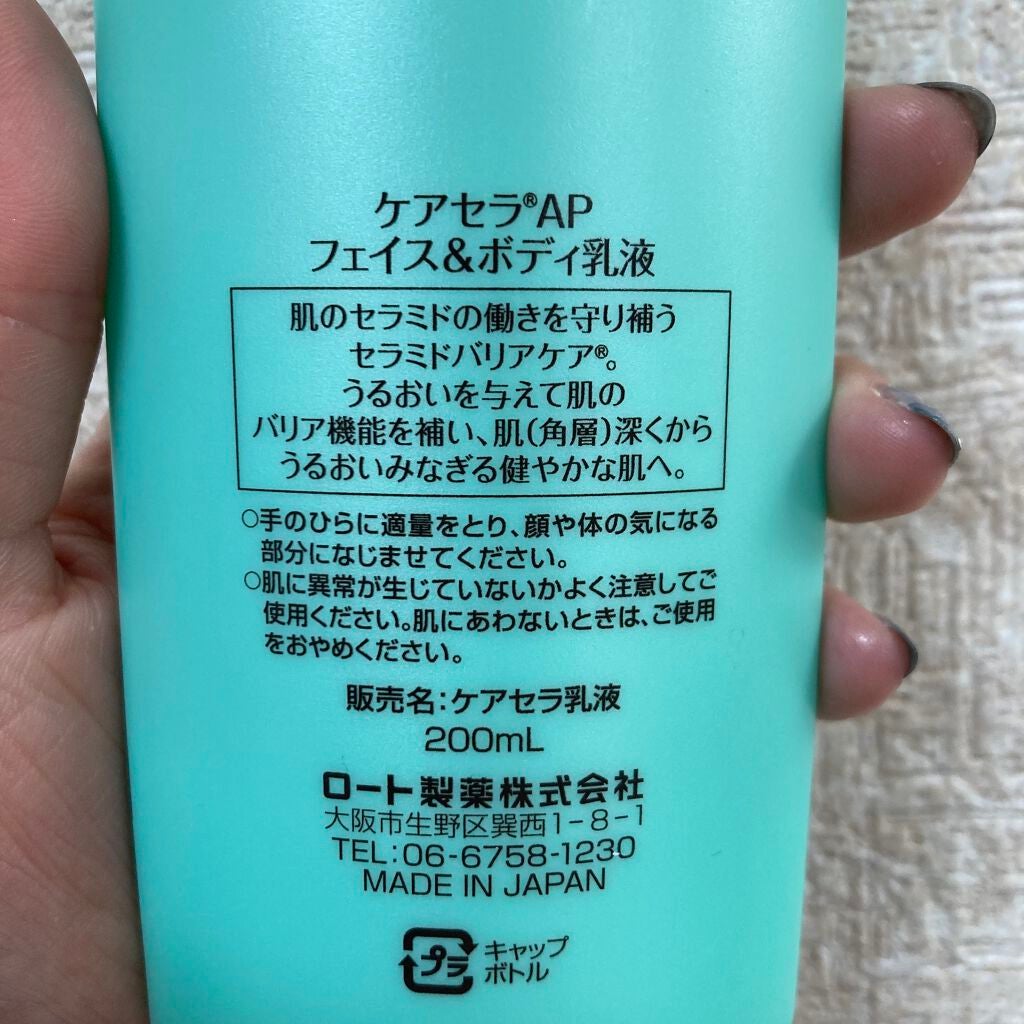 ケアセラ®AP
フェイス&ボディ乳液
肌のセラミドの働きを守り補う
セラミドバリアケア®。
うるおいを与えて肌の
バリア機能を補い、肌(角層)深くから
うるおいみなぎる健やかな肌へ。
○手のひらに適量をとり、顔や体の気になる
部分になじませてください。
○肌に異常が生じていないかよく注意してご
使用ください。肌にあわないときは、ご使用
をおやめください。
販売名:ケアセラ乳液
200mL
ロート製薬株式会社
大阪市生野区巽西1-8-1
TEL:06-6758-1230
MADE IN JAPAN
プラ キャップ
ボトル